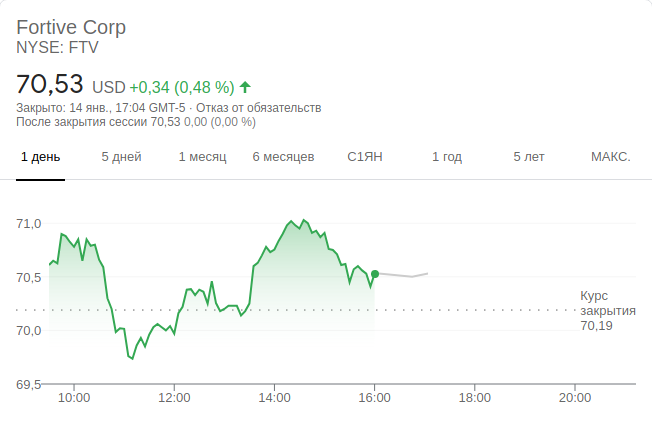 Fortive Corp
NYSE: FTV
70,53 USD +0,34 (0,48 %)
Закрыто: 14 янв., 17:04 GMT-5 · Отказ от обязательств
После закрытия сессии 70,53 0,00 (0,00 %)
1 день 5 дней 1 месяц 6 месяцев С1ЯН 1 год 5 лет МАКС.
71,0
70,5
Курс
закрытия
70,19
70,0
69,5
10:00 12:00 14:00 16:00 18:00 20:00